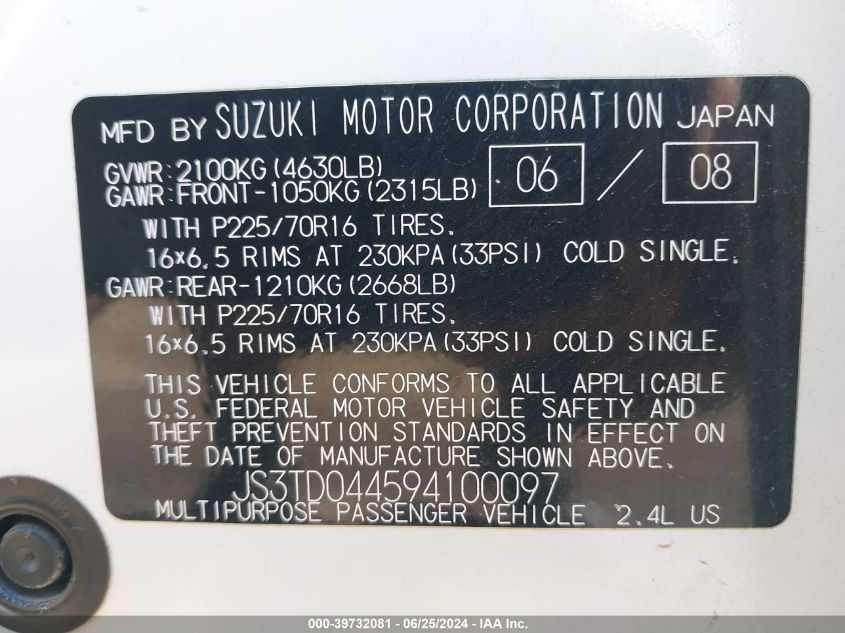 MFD BY SUZUKI MOTOR CORPORATION JAPAN
GVWR:2100KG(4630LB) 06 / 08
GAWR:FRONT-1050KG(2315LB)
WITH P225/70R16 TIRES.
16×6.5 RIMS AT 230KPA(33PSI) COLD SINGLE.
GAWR:REAR-1210KG(2668LB)
WITH P225/70R16 TIRES.
16×6.5 RIMS AT 230KPA(33PSI) COLD SINGLE.
THIS VEHICLE CONFORMS TO ALL APPLICABLE
U.S. FEDERAL MOTOR VEHICLE SAFETY AND
THEFT PREVENTION STANDARDS IN EFFECT ON
THE DATE OF MANUFACTURE SHOWN ABOVE.
JS3TD044594100097
MULTIPURPOSE PASSENGER VEHICLE 2.4L US
000-39732081 - 06/25/2024 - IAA Inc.